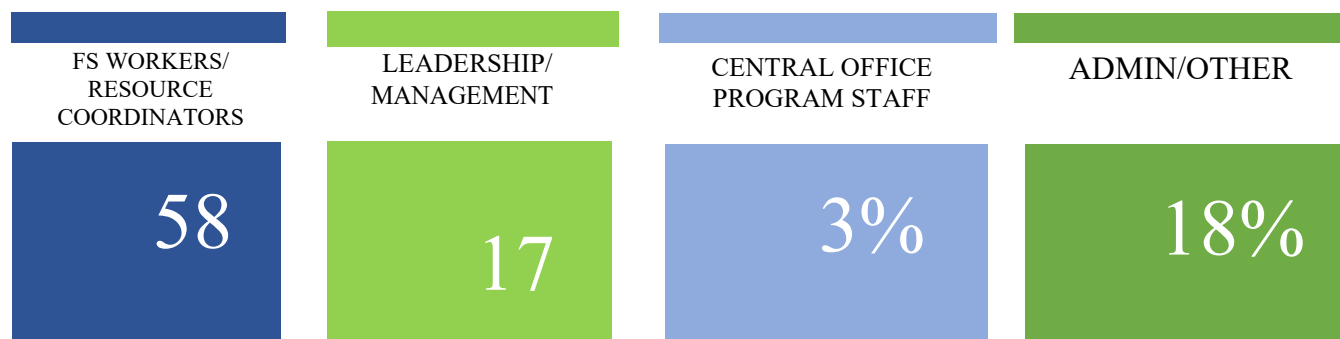 FS WORKERS/
RESOURCE
COORDINATORS
58
LEADERSHIP/
MANAGEMENT
17
CENTRAL OFFICE
PROGRAM STAFF
3%
ADMIN/OTHER
18%